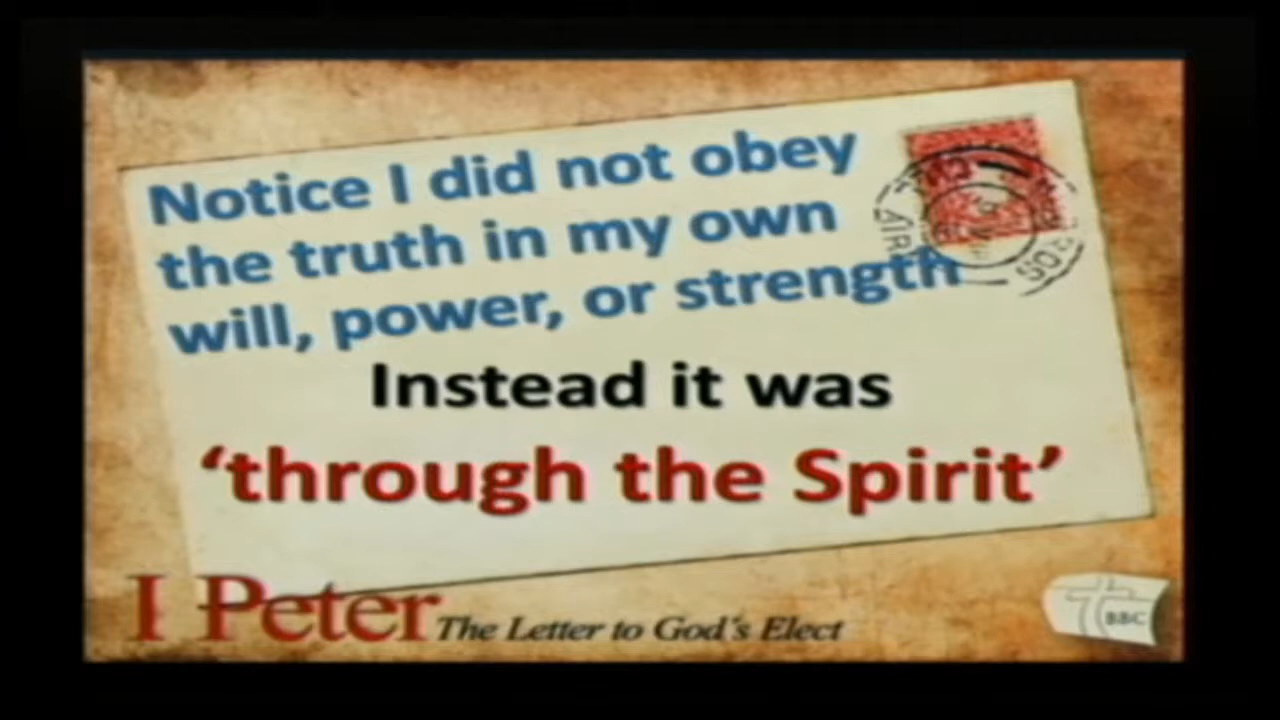 Notice I did not obey
the truth in my own
will, power, or strength
Instead it was
‘through the Spirit’
I Peter The Letter to God's Elect
BBC
AIR